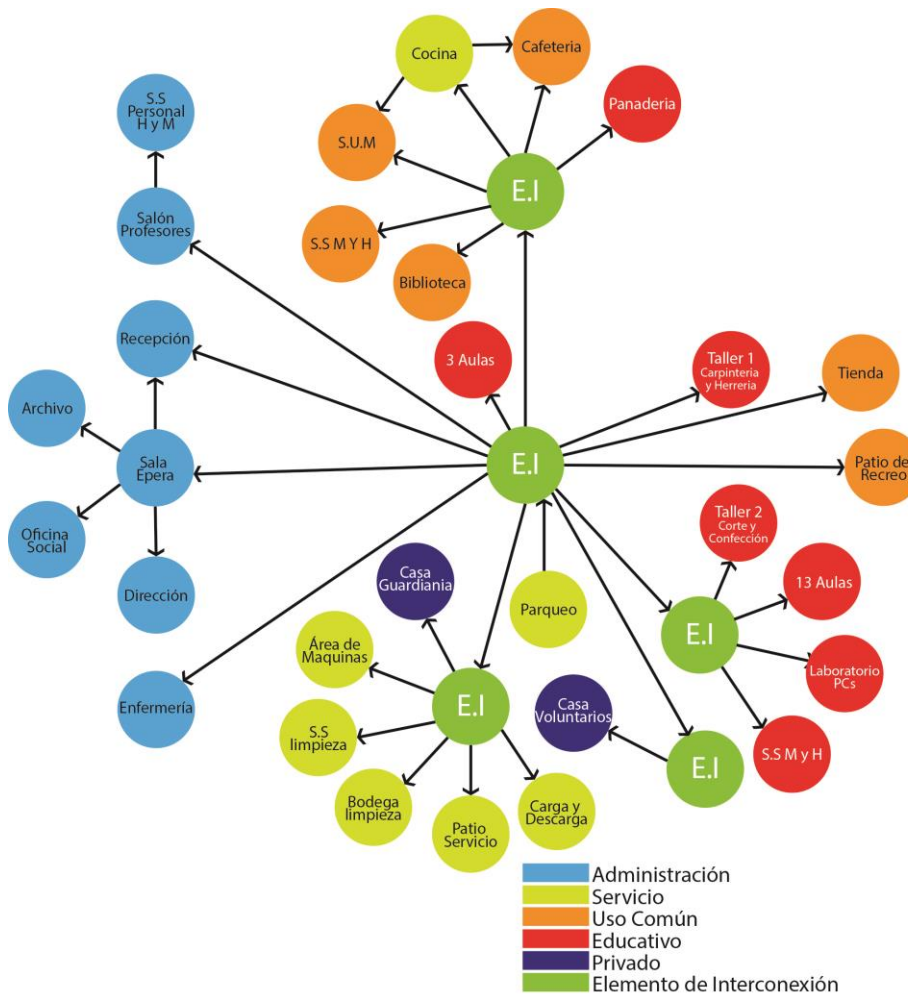 Cocina
Cafeteria
S.S
Personal
H y M
Panaderia
S.U.M
E.I
Salón
Profesores
S.S M Y H
Biblioteca
Recepción
3 Aulas
Taller 1
Carpinteria
y Herreria
Tienda
Archivo
Sala
Épera
E.I
Patio de
Recreo
Oficina
Social
Taller 2
Corte y
Confección
Casa
Guardiania
Dirección
Parqueo
13 Aulas
Área de
Maquinas
E.I
Laboratorio
PCs
Enfermería
E.I
Casa
Voluntarios
S.S
limpieza
E.I
S.S M y H
Bodega
limpieza
Patio
Servicio
Carga y
Descarga
Administración
Servicio
Uso Común
Educativo
Privado
Elemento de Interconexión